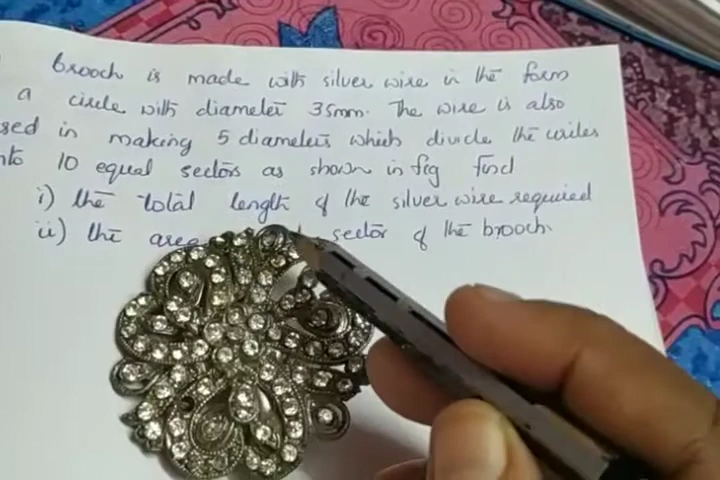 brooch is made with silver wire in the form
a circle with diameter 35mm. The wire is also
sed in making 5 diameters which divide the
nto 10 equal sectors as shown in fig find
i) the total length of the silver wire required
ii) the area sector of the brooch.